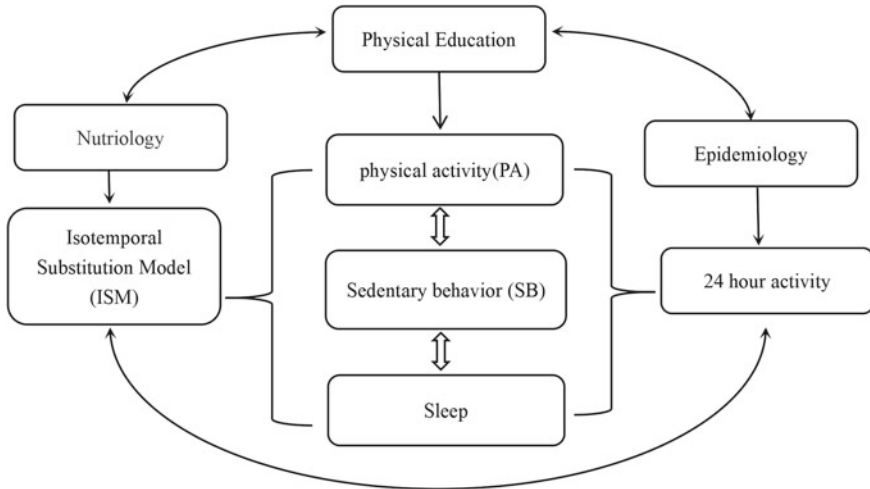 Physical Education
Nutriology
Epidemiology
physical activity(PA)
Isotemporal
Substitution Model
(ISM)
Sedentary behavior (SB)
24 hour activity
Sleep